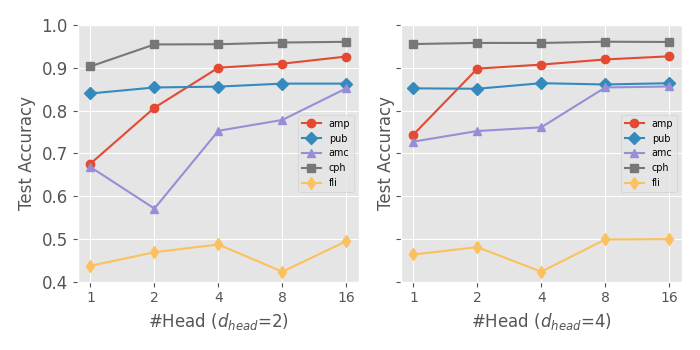 1.0
0.9
0.8
0.7
0.6
0.5
0.4
Test Accuracy
1 2 4 8 16
#Head (d_head=2)
amp
pub
amc
cph
fli
Test Accuracy
1 2 4 8 16
#Head (d_head=4)
amp
pub
amc
cph
fli